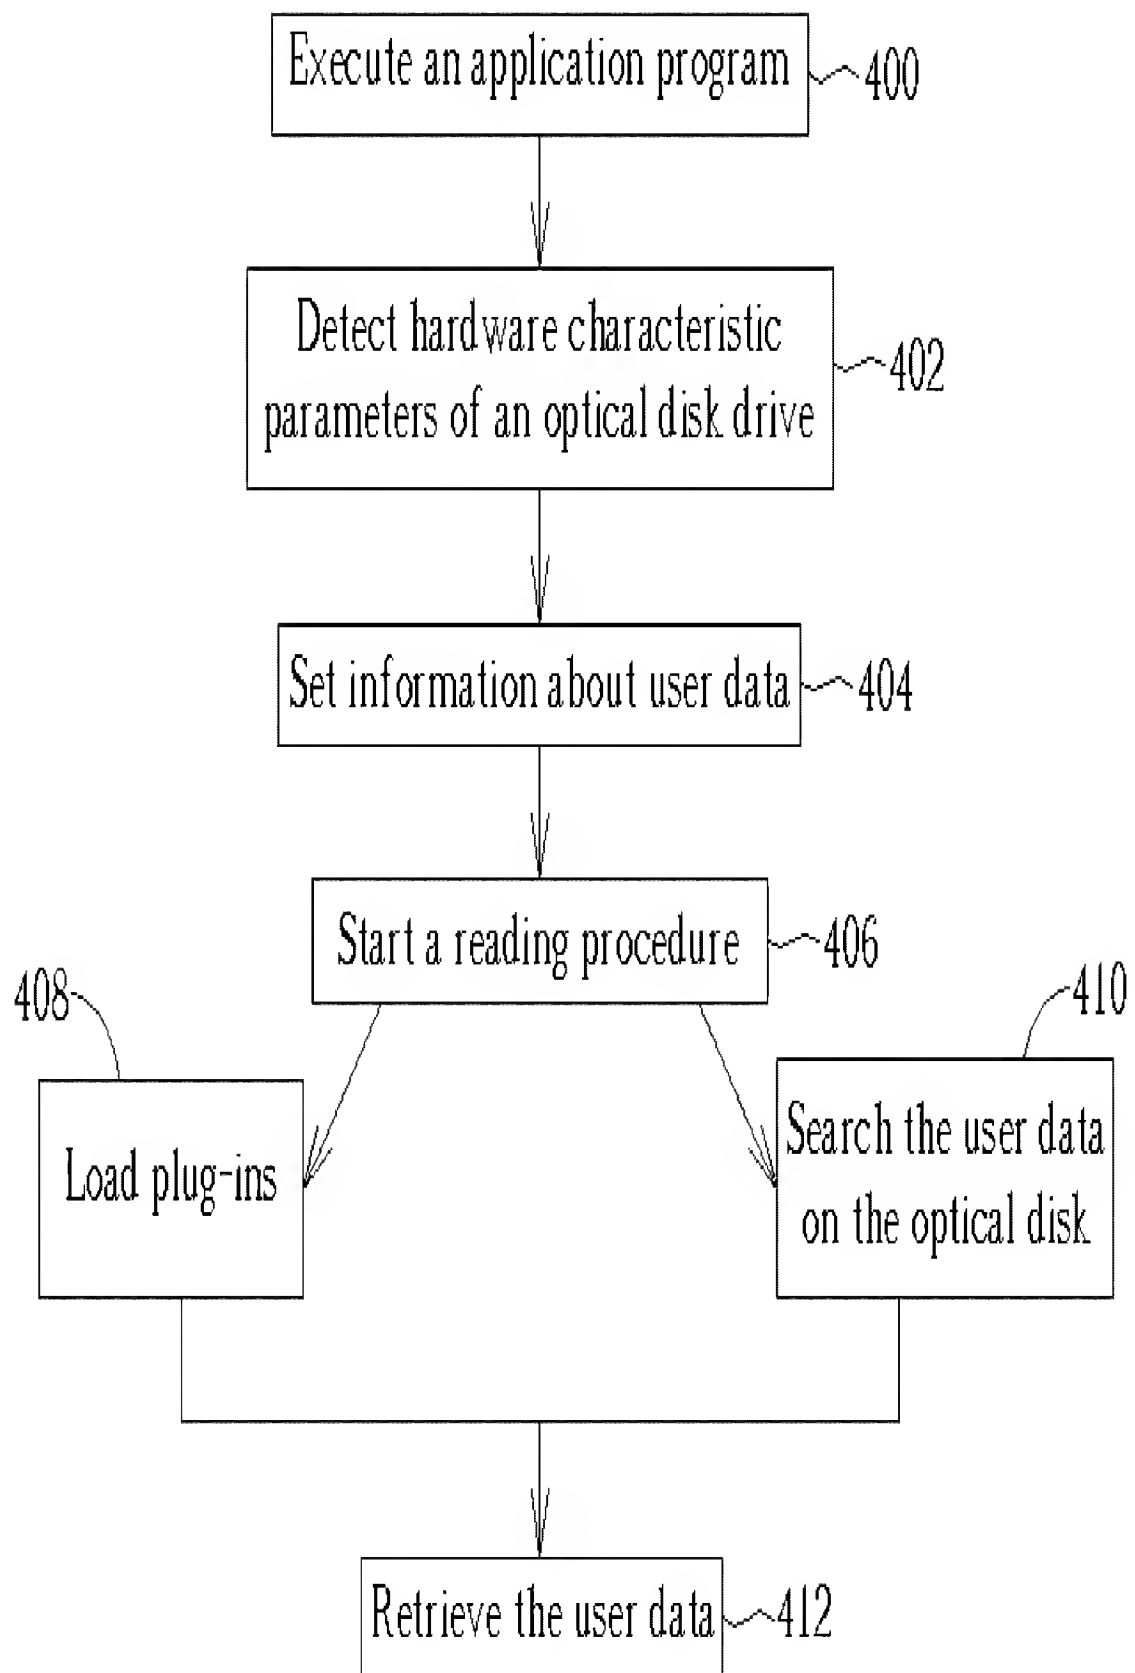 Execute an application program
400
Detect hardware characteristic
parameters of an optical disk drive
402
Set information about user data
404
Start a reading procedure
406
408
Load plug-ins
410
Search the user data
on the optical disk
Retrieve the user data
412